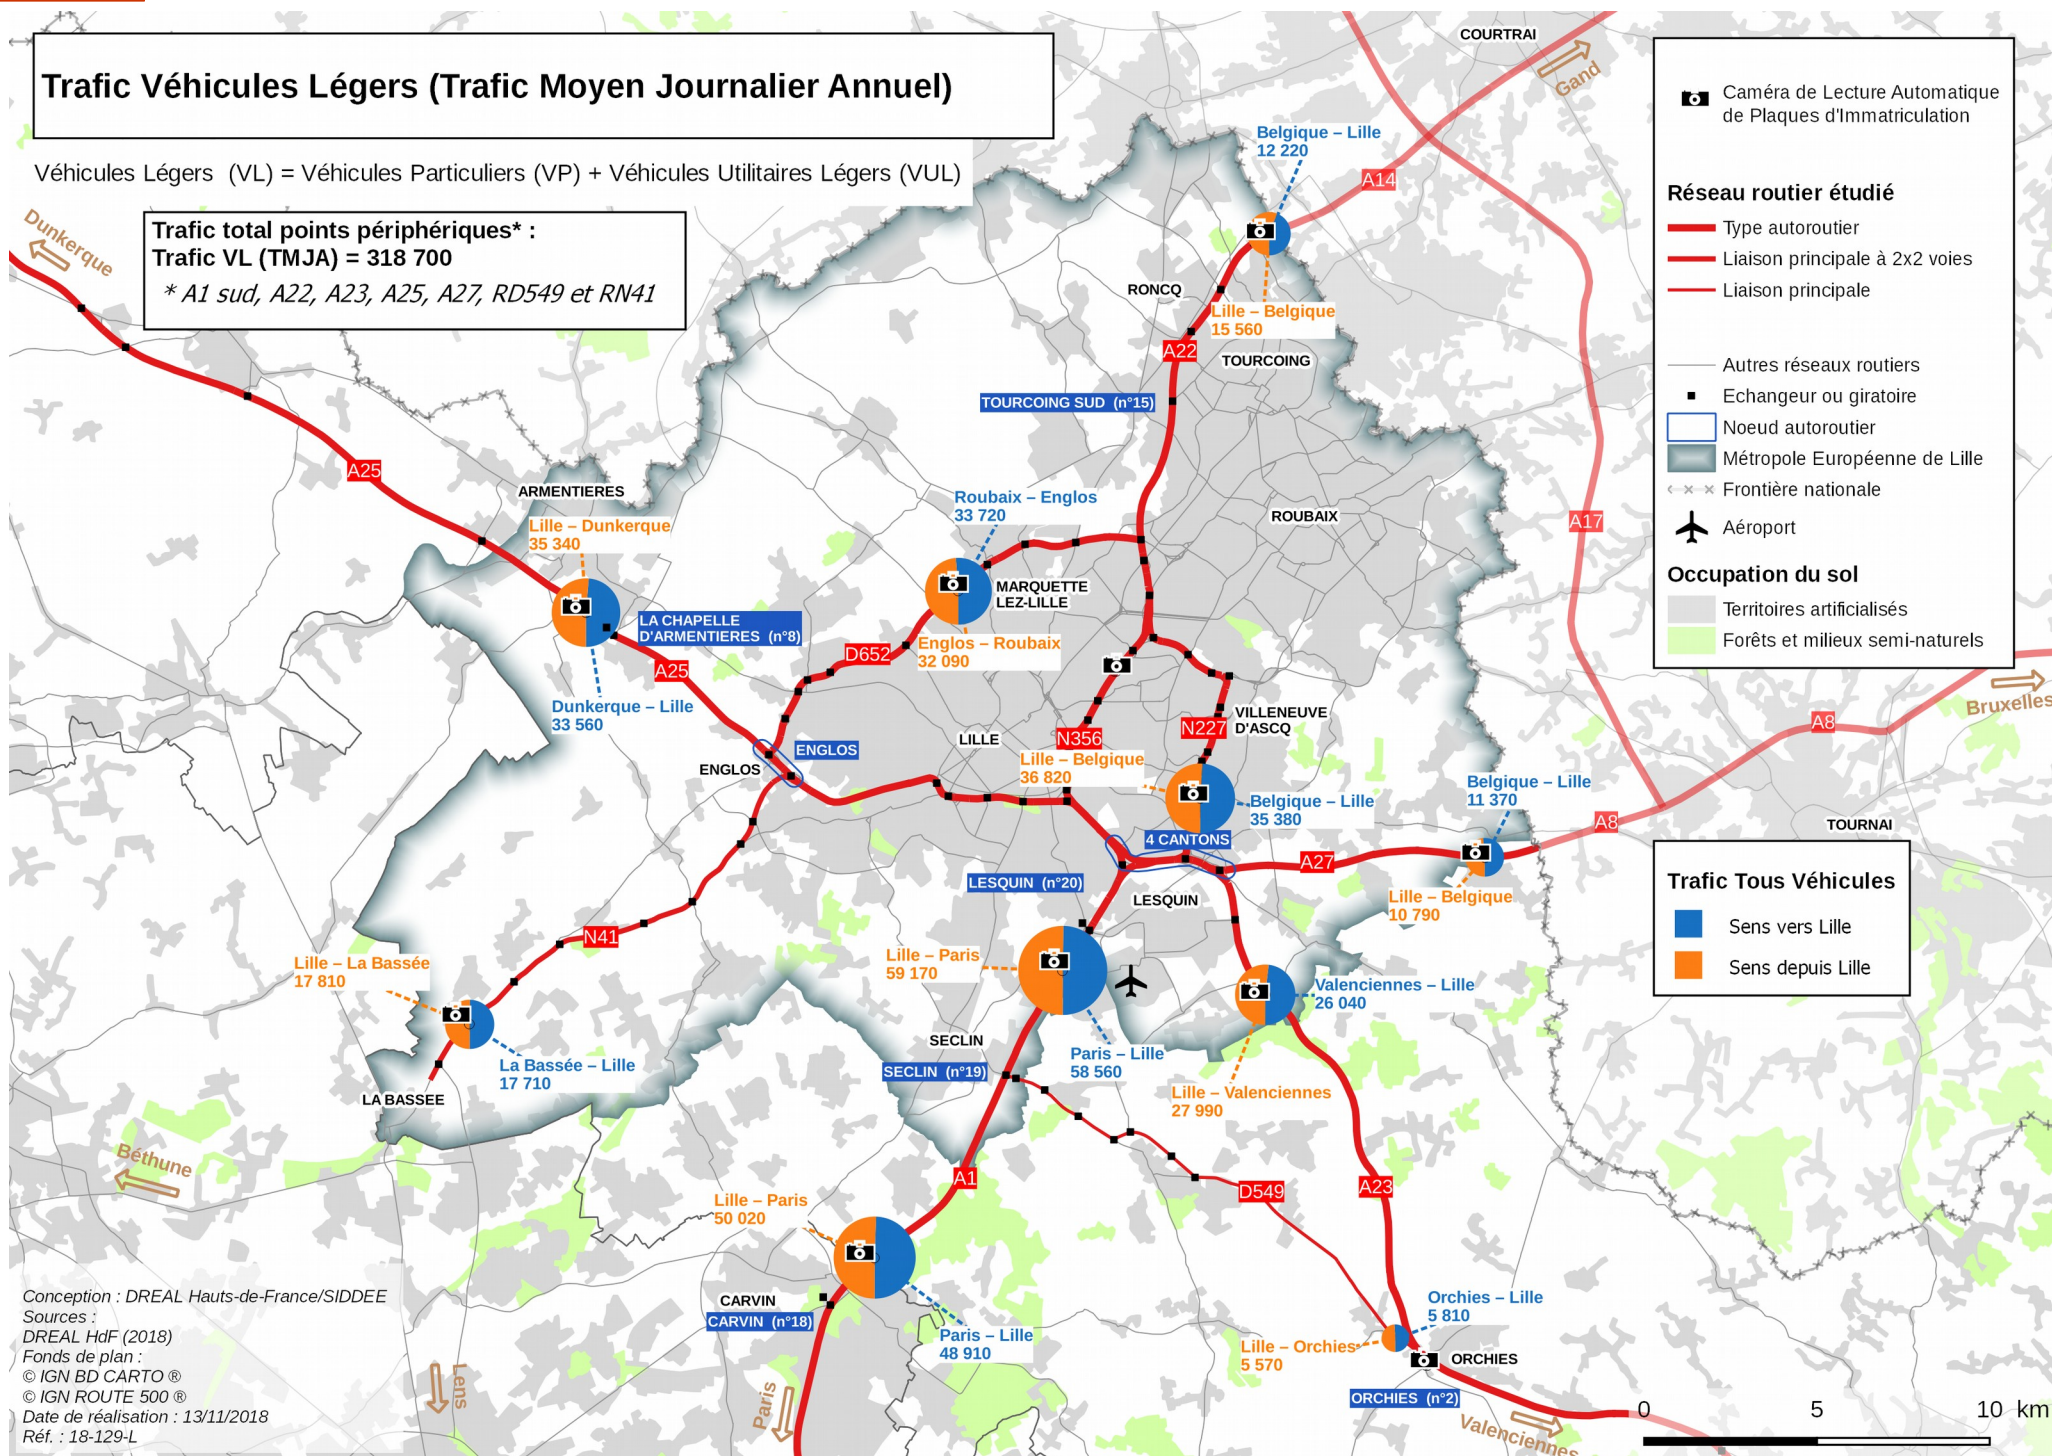 Trafic Véhicules Légers (Trafic Moyen Journalier Annuel)
Véhicules Légers (VL) = Véhicules Particuliers (VP) + Véhicules Utilitaires Légers (VUL)
Trafic total points périphériques* :
Trafic VL (TMJA) = 318 700
* A1 sud, A22, A23, A25, A27, RD549 et RN41
Dunkerque
COURTRAI
Gand
Belgique – Lille
12 220
A14
RONCQ
Lille – Belgique
15 560
A22
TOURCOING
TOURCOING SUD (n°15)
A25
ARMENTIERES
Lille – Dunkerque
35 340
Roubaix – Englos
33 720
ROUBAIX
A17
MARQUETTE
LEZ-LILLE
LA CHAPELLE
D'ARMENTIERES (n°8)
Englos – Roubaix
32 090
D652
A25
Dunkerque – Lille
33 560
VILLENEUVE
D'ASCQ
N227
N356
LILLE
ENGLOS
ENGLOS
Lille – Belgique
36 820
Belgique – Lille
35 380
4 CANTONS
Belgique – Lille
11 370
A8
A8
Bruxelles
TOURNAI
A27
LESQUIN (n°20)
LESQUIN
Lille – Belgique
10 790
N41
Lille – La Bassée
17 810
Lille – Paris
59 170
Valenciennes – Lille
26 040
SECLIN
SECLIN (n°19)
Paris – Lille
58 560
La Bassée – Lille
17 710
LA BASSEE
Lille – Valenciennes
27 990
Béthune
A1
D549
A23
Lille – Paris
50 020
CARVIN
CARVIN (n°18)
Paris – Lille
48 910
Orchies – Lille
5 810
Lille – Orchies
5 570
ORCHIES
ORCHIES (n°2)
Lens
Paris
Valenciennes
Caméra de Lecture Automatique
de Plaques d'Immatriculation
Réseau routier étudié
Type autoroutier
Liaison principale à 2x2 voies
Liaison principale
Autres réseaux routiers
Echangeur ou giratoire
Noeud autoroutier
Métropole Européenne de Lille
Frontière nationale
Aéroport
Occupation du sol
Territoires artificialisés
Forêts et milieux semi-naturels
Trafic Tous Véhicules
Sens vers Lille
Sens depuis Lille
Conception : DREAL Hauts-de-France/SIDDEE
Sources :
DREAL HdF (2018)
Fonds de plan :
© IGN BD CARTO ®
© IGN ROUTE 500 ®
Date de réalisation : 13/11/2018
Réf. : 18-129-L
0 5 10 km